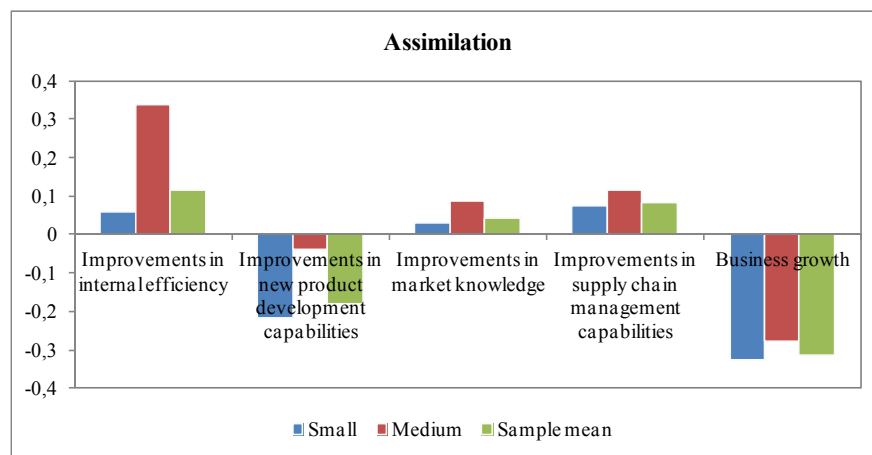 Assimilation
0,4
0,3
0,2
0,1
0
-0,1
-0,2
-0,3
-0,4
Improvements in
internal efficiency
Improvements in
new product
development
capabilities
Improvements in
market knowledge
Improvements in
supply chain
management
capabilities
Business growth
Small Medium Sample mean